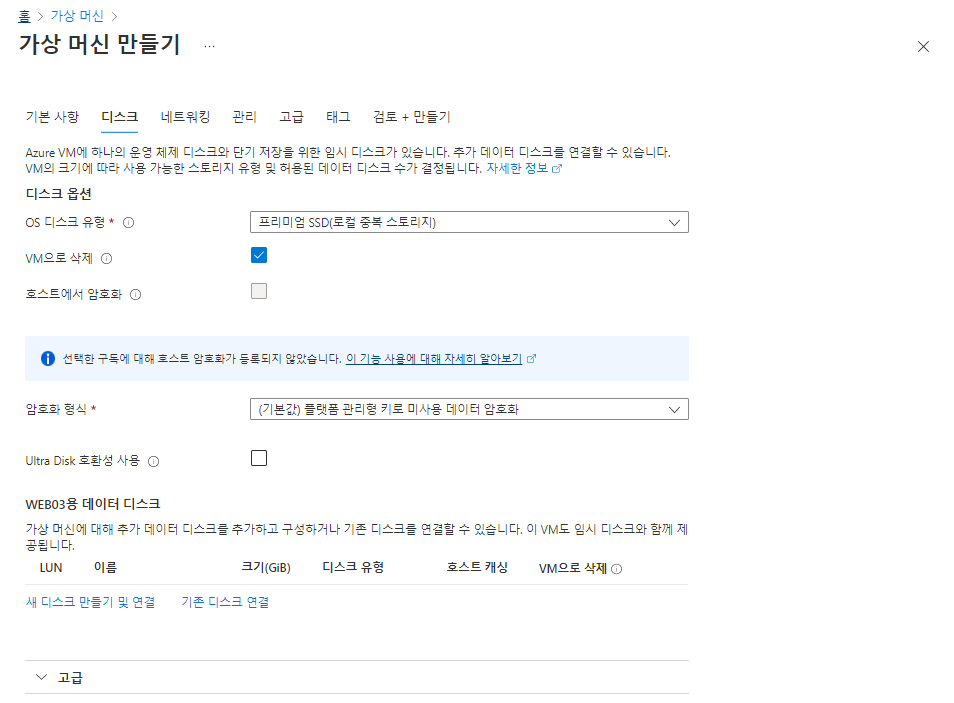 홈 > 가상 머신 >
가상 머신 만들기 ...
기본 사항 디스크 네트워킹 관리 고급 태그 검토 + 만들기
Azure VM에 하나의 운영 체제 디스크와 단기 저장을 위한 임시 디스크가 있습니다. 추가 데이터 디스크를 연결할 수 있습니다.
VM의 크기에 따라 사용 가능한 스토리지 유형 및 허용된 데이터 디스크 수가 결정됩니다. 자세한 정보
디스크 옵션
OS 디스크 유형 * 프리미엄 SSD(로컬 중복 스토리지)
VM으로 삭제
호스트에서 암호화
선택한 구독에 대해 호스트 암호화가 등록되지 않았습니다. 이 기능 사용에 대해 자세히 알아보기
암호화 형식 * (기본값) 플랫폼 관리형 키로 미사용 데이터 암호화
Ultra Disk 호환성 사용
WEB03용 데이터 디스크
가상 머신에 대해 추가 데이터 디스크를 추가하고 구성하거나 기존 디스크를 연결할 수 있습니다. 이 VM도 임시 디스크와 함께 제
공됩니다.
LUN 이름 크기(GiB) 디스크 유형 호스트 캐싱 VM으로 삭제
새 디스크 만들기 및 연결 기존 디스크 연결
고급